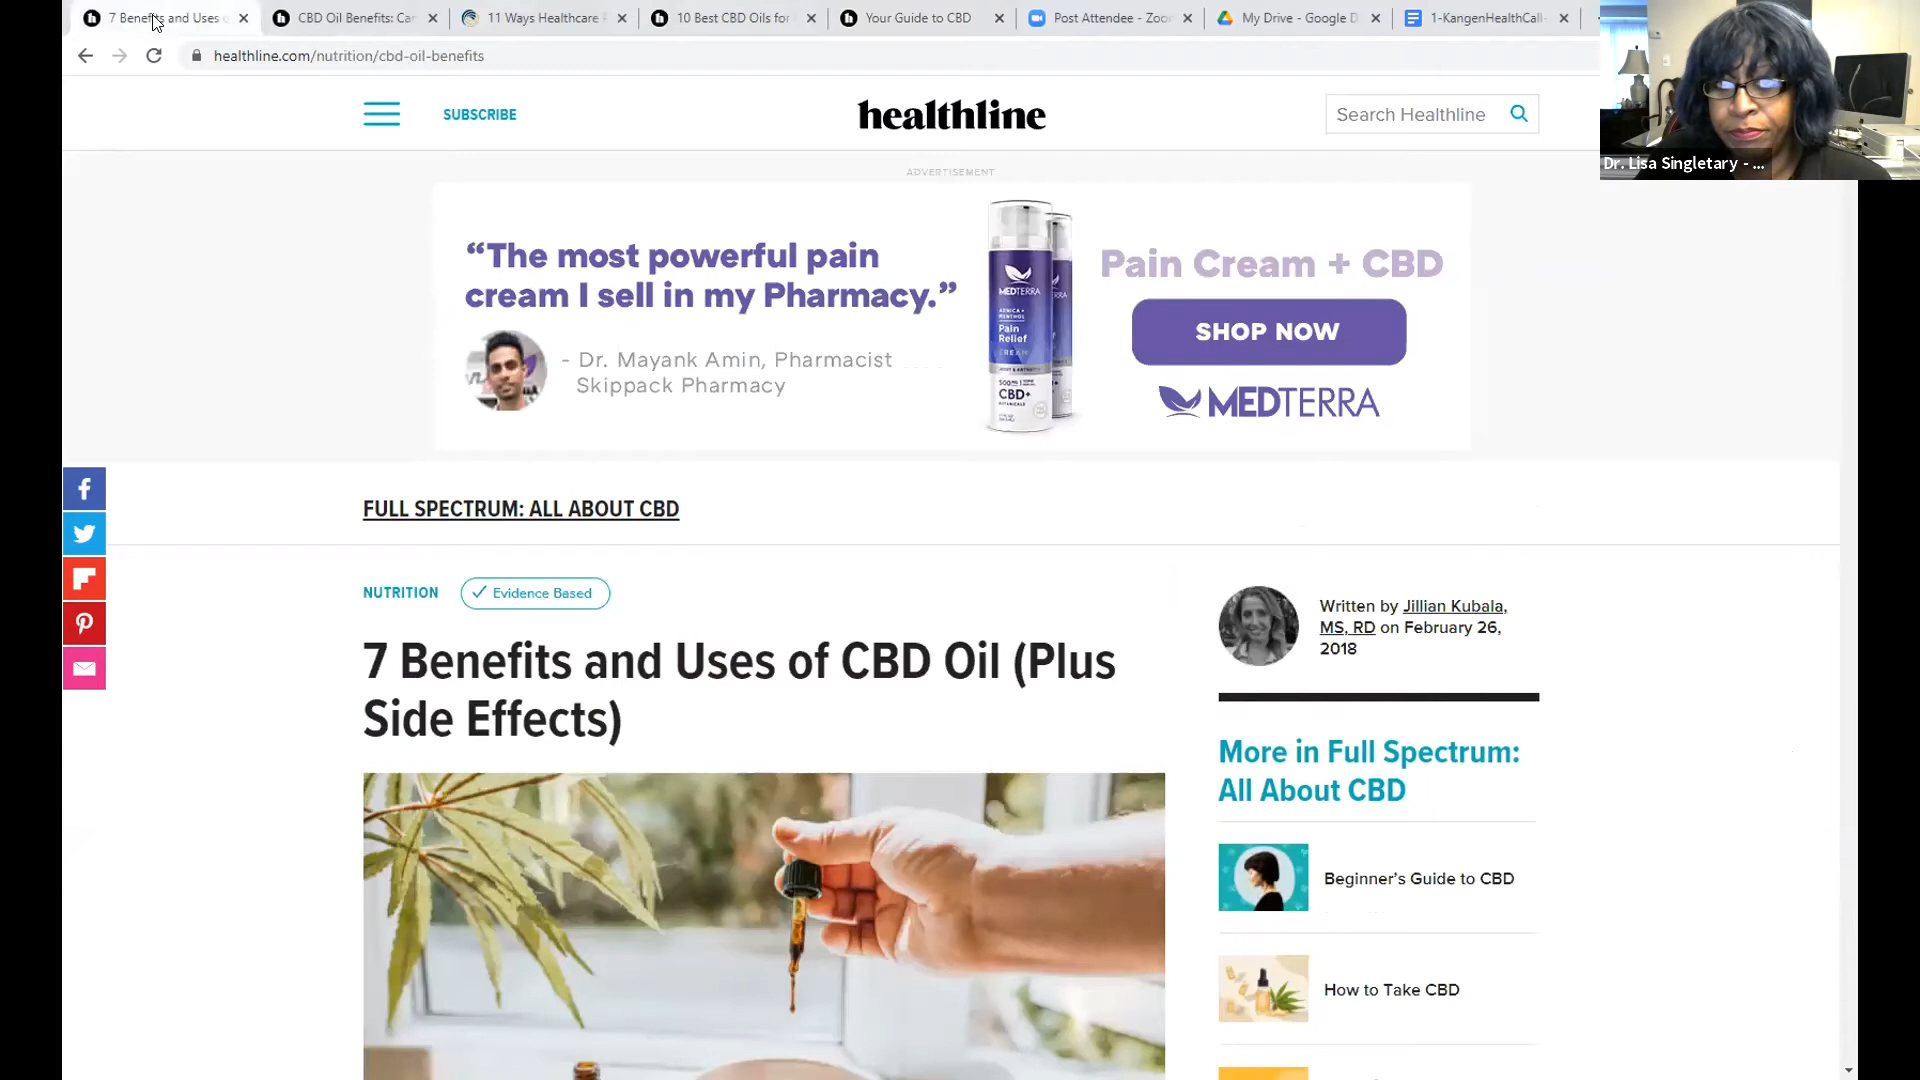 7 Benefits and Uses o
CBD Oil Benefits: Car
11 Ways Healthcare
10 Best CBD Oils for
Your Guide to CBD
Post Attendee - Zoo
My Drive - Google D
1-KangenHealthCall-
healthline.com/nutrition/cbd-oil-benefits
SUBSCRIBE
healthline
Search Healthline
Dr. Lisa Singletary - ...
ADVERTISEMENT
“The most powerful pain
cream I sell in my Pharmacy.”
- Dr. Mayank Amin, Pharmacist
Skippack Pharmacy
MEDTERRA
ARNICA +
MENTHOL
Pain
Relief
CREAM
CBD+
Pain Cream + CBD
SHOP NOW
MEDTERRA
FULL SPECTRUM: ALL ABOUT CBD
NUTRITION
Evidence Based
7 Benefits and Uses of CBD Oil (Plus
Side Effects)
Written by Jillian Kubala,
MS, RD on February 26,
2018
More in Full Spectrum:
All About CBD
Beginner’s Guide to CBD
How to Take CBD